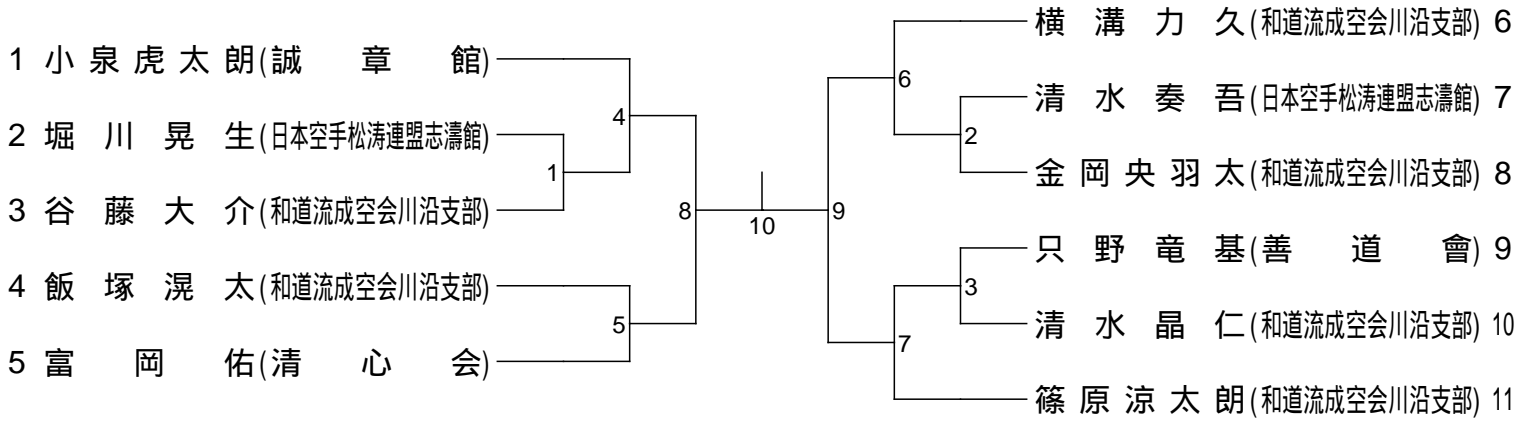 1 小泉虎太朗(誠章館)
2 堀川晃生(日本空手松涛連盟志濤館)
3 谷藤大介(和道流成空会川沿支部)
4 飯塚滉太(和道流成空会川沿支部)
5 富岡佑(清心会)
4
1
8
5
10
9
6
2
3
7
横溝力久(和道流成空会川沿支部) 6
清水奏吾(日本空手松涛連盟志濤館) 7
金岡央羽太(和道流成空会川沿支部) 8
只野竜基(善道會) 9
清水晶仁(和道流成空会川沿支部) 10
篠原涼太朗(和道流成空会川沿支部) 11